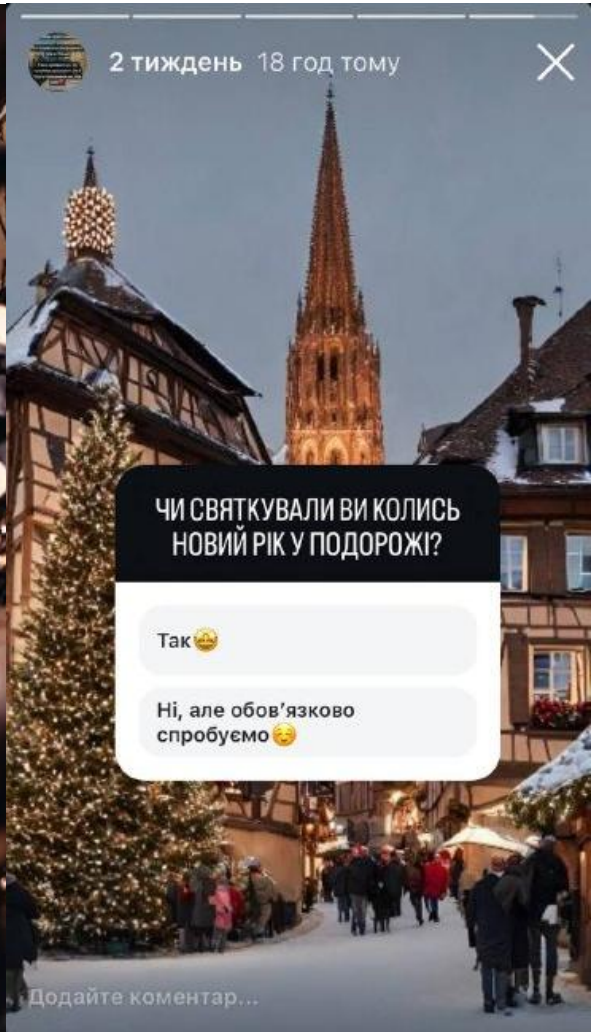 2 тиждень 18 год тому
ЧИ СВЯТКУВАЛИ ВИ КОЛИСЬ
НОВИЙ РІК У ПОДОРОЖІ?
Так🤩
Ні, але обов’язково
спробуємо☺️
Додайте коментар...